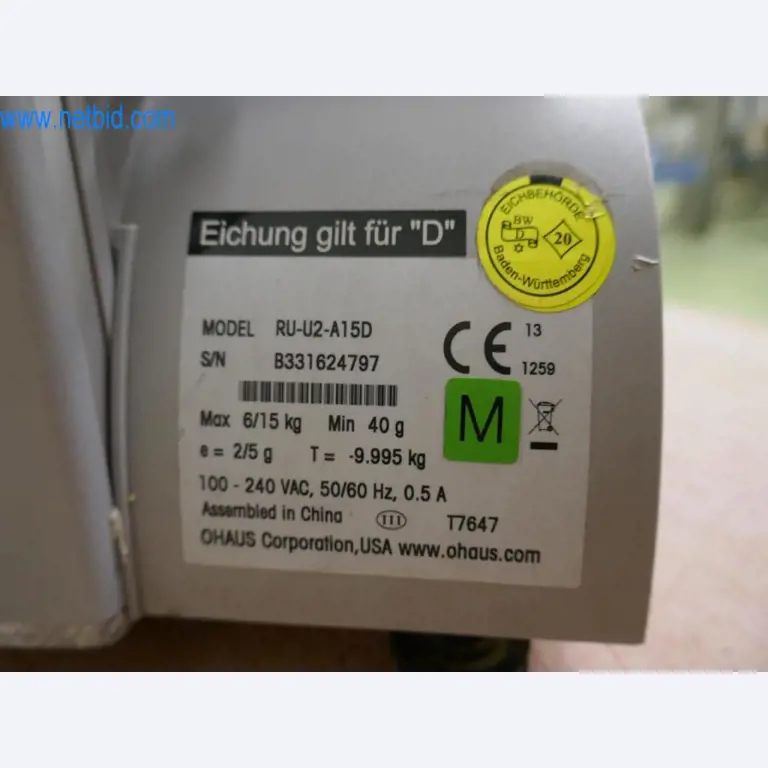 www.netbid.com
Eichung gilt für "D"
EICHBEHÖRDE
BW
D
20
Baden-Württemberg
MODEL RU-U2-A15D
S/N B331624797
CE 13
1259
M
Max 6/15 kg Min 40 g
e = 2/5 g T = -9.995 kg
100 - 240 VAC, 50/60 Hz, 0.5 A
Assembled in China III T7647
OHAUS Corporation,USA www.ohaus.com